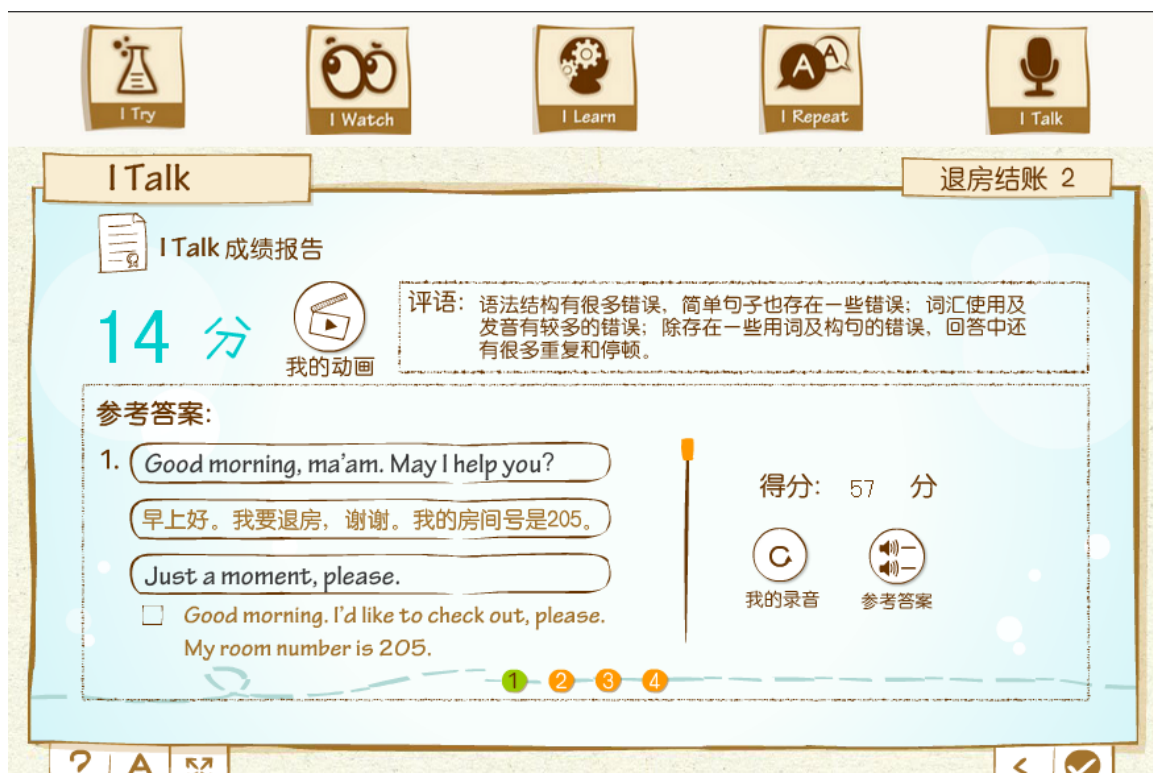 I Try
I Watch
I Learn
I Repeat
I Talk
I Talk
退房结账 2
I Talk 成绩报告
14 分
我的动画
评语：语法结构有很多错误，简单句子也存在一些错误；词汇使用及
发音有较多的错误；除存在一些用词及构句的错误，回答中还
有很多重复和停顿。
参考答案:
1. Good morning, ma'am. May I help you?
早上好。我要退房，谢谢。我的房间号是205。
Just a moment, please.
Good morning. I'd like to check out, please.
My room number is 205.
得分: 57 分
我的录音
参考答案
1 2 3 4
? A <